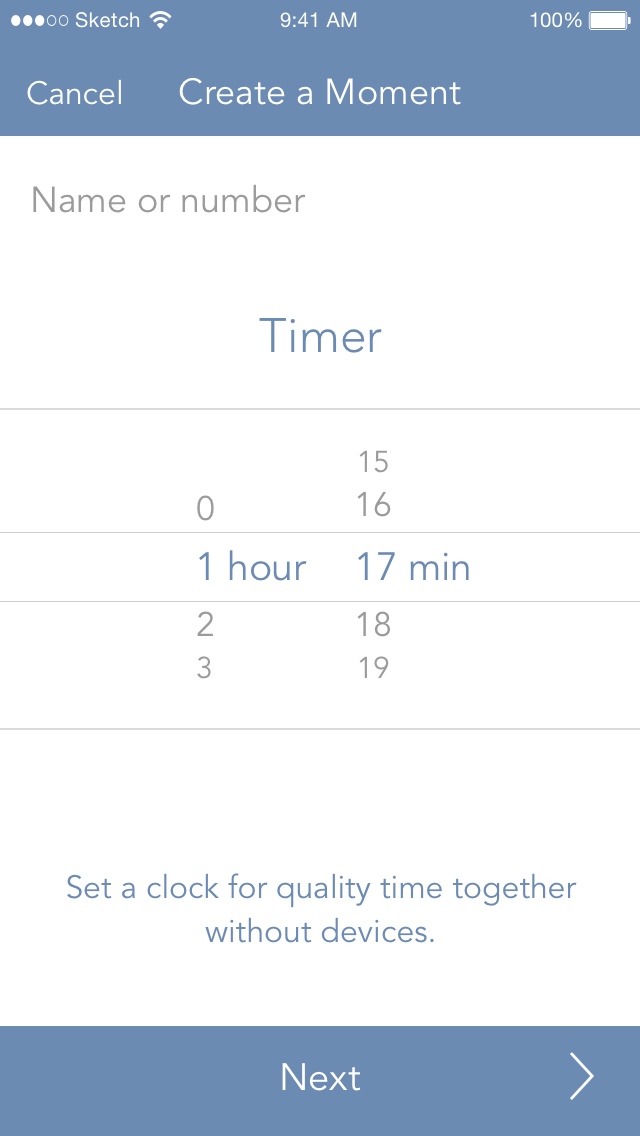 Sketch 9:41 AM 100%
Cancel Create a Moment
Name or number
Timer
15
0 16
1 hour 17 min
2 18
3 19
Set a clock for quality time together
without devices.
Next